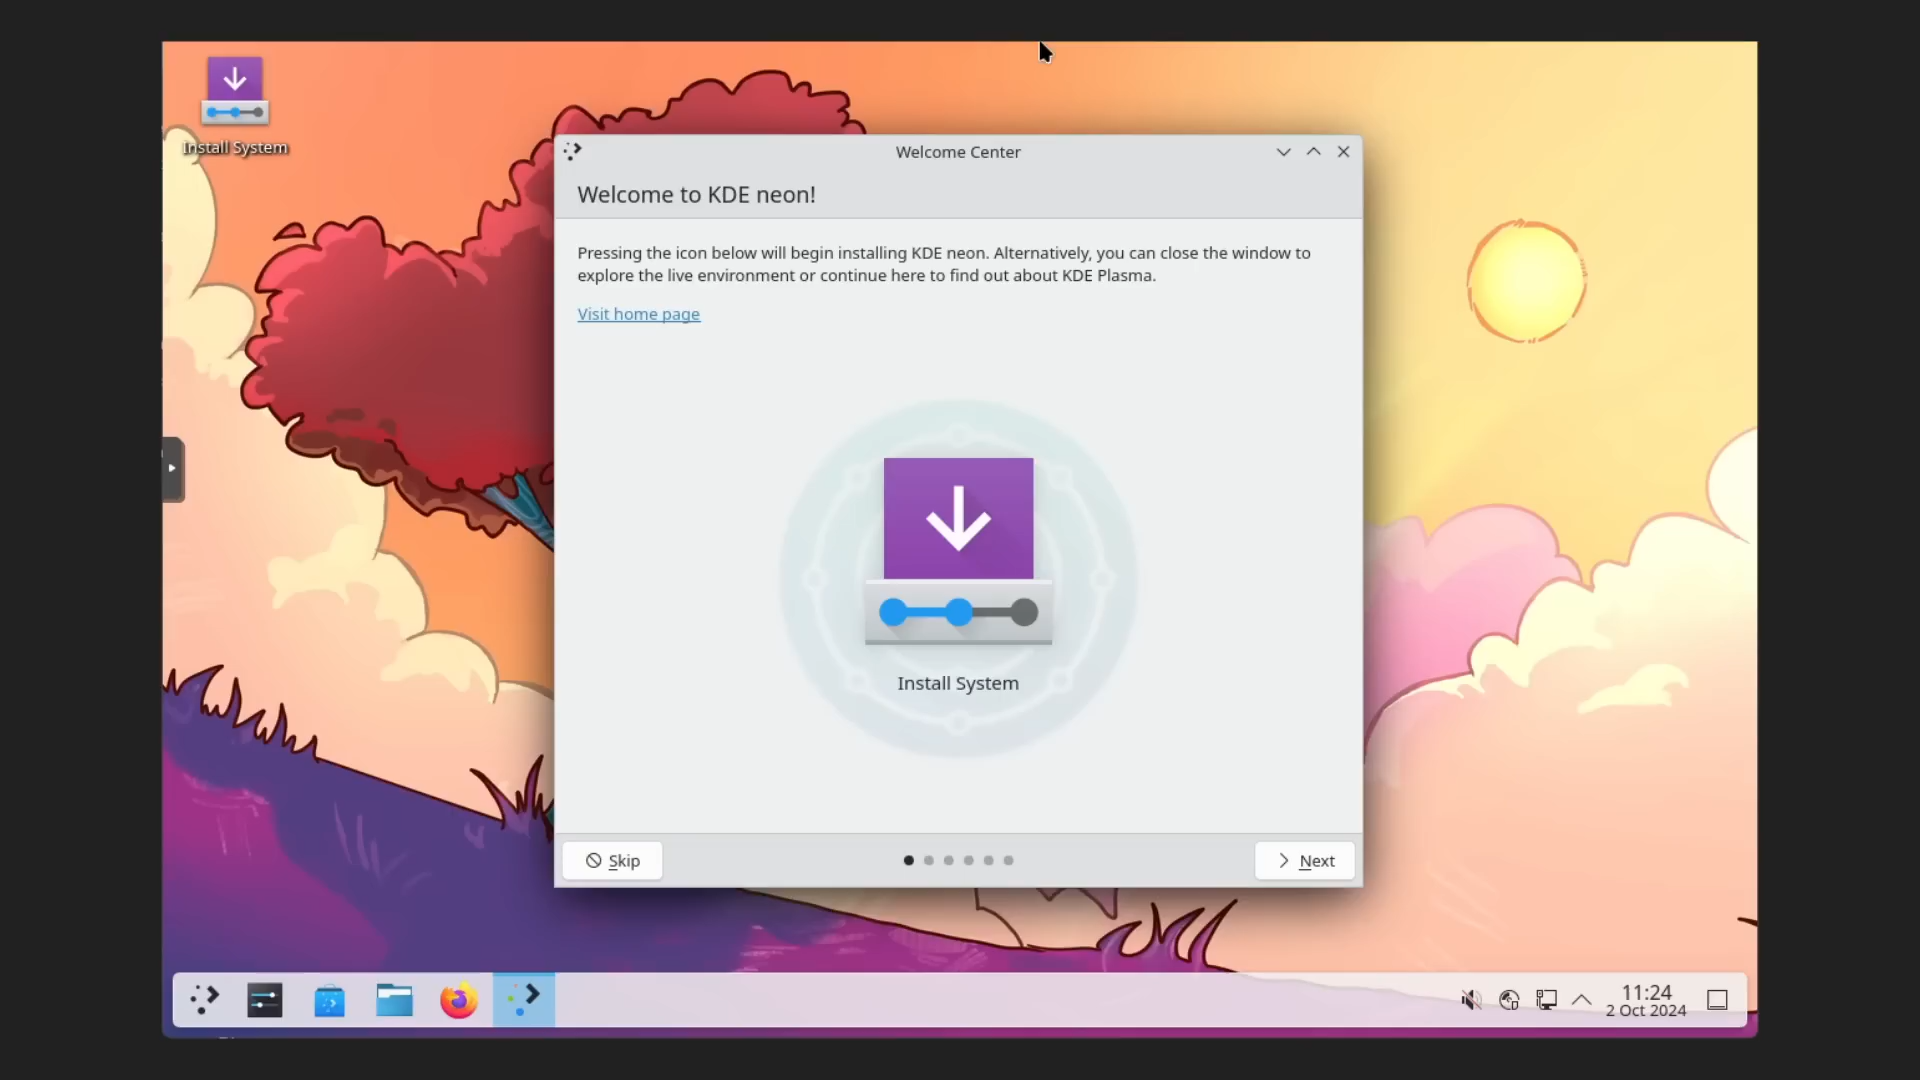 Install System
Welcome Center
Welcome to KDE neon!
Pressing the icon below will begin installing KDE neon. Alternatively, you can close the window to
explore the live environment or continue here to find out about KDE Plasma.
Visit home page
Install System
Skip
Next
11:24
2 Oct 2024